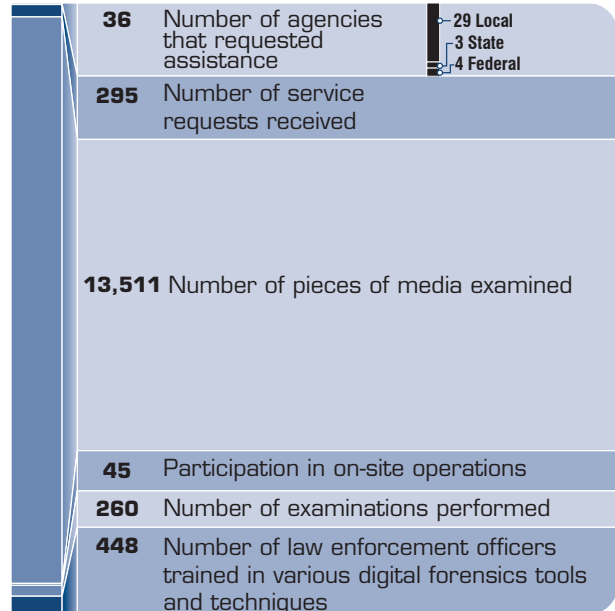 36 Number of agencies
that requested
assistance
29 Local
3 State
4 Federal
295 Number of service
requests received
13,511 Number of pieces of media examined
45 Participation in on-site operations
260 Number of examinations performed
448 Number of law enforcement officers
trained in various digital forensics tools
and techniques